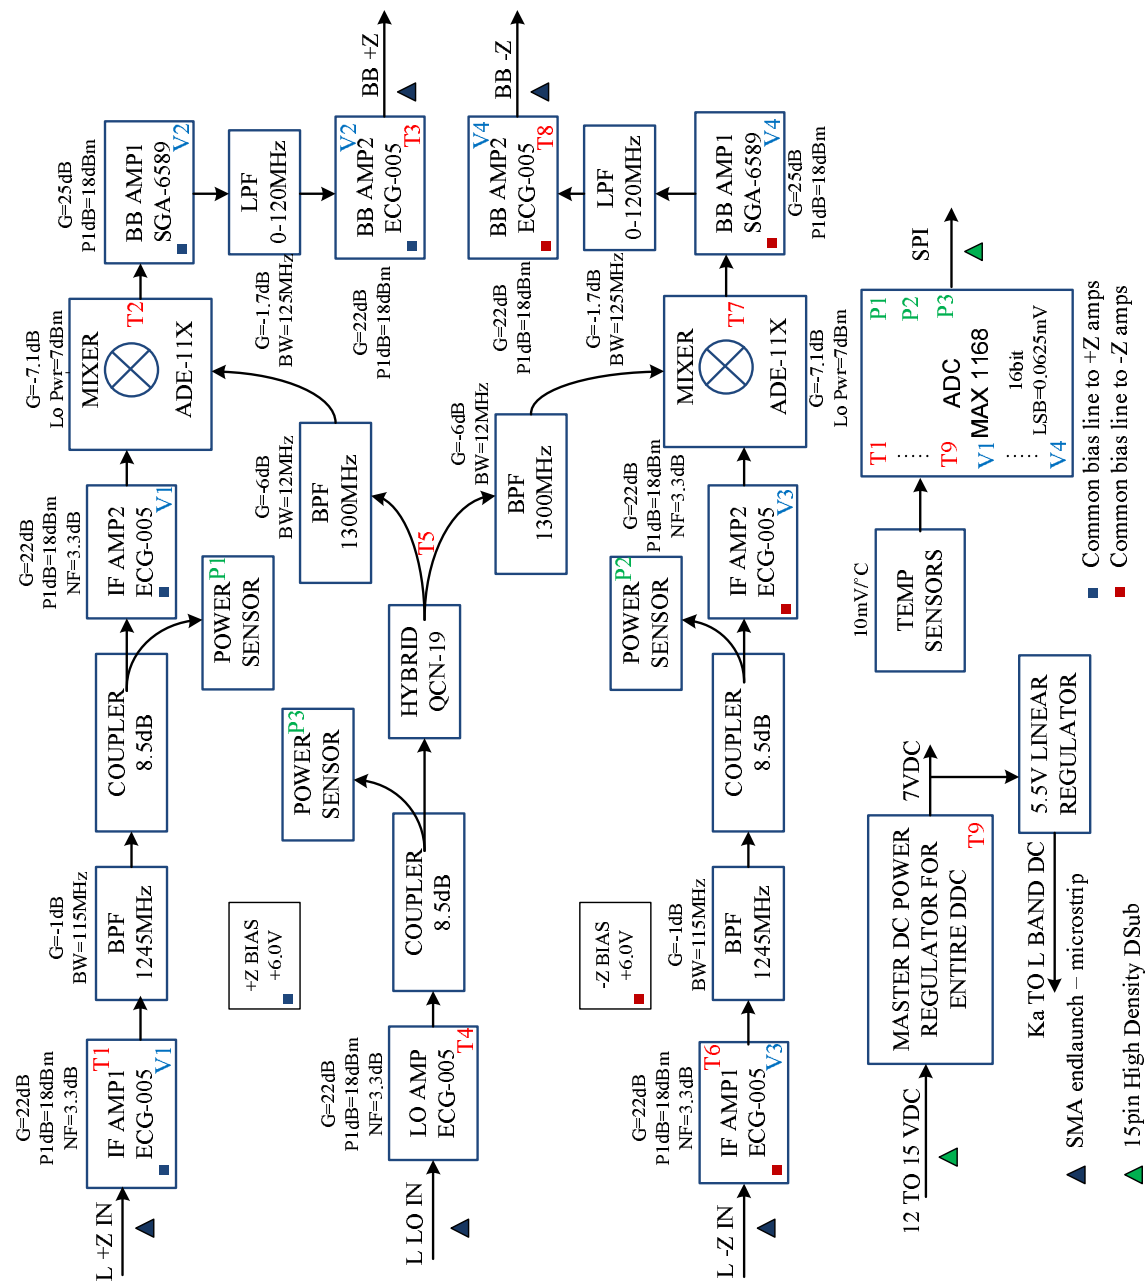 L +Z IN
G=22dB
P1dB=18dBm
NF=3.3dB
IF AMP1
ECG-005
T1
V1
G=-1dB
BW=115MHz
BPF
1245MHz
COUPLER
8.5dB
POWER
SENSOR
P1
G=22dB
P1dB=18dBm
NF=3.3dB
IF AMP2
ECG-005
V1
G=-7.1dB
Lo Pwr=7dBm
MIXER
T2
ADE-11X
G=25dB
P1dB=18dBm
BB AMP1
SGA-6589
V2
LPF
0-120MHz
G=-1.7dB
BW=125MHz
BB AMP2
ECG-005
V2
T3
G=22dB
P1dB=18dBm
BB +Z
+Z BIAS
+6.0V
L LO IN
G=22dB
P1dB=18dBm
NF=3.3dB
LO AMP
ECG-005
T4
COUPLER
8.5dB
POWER
SENSOR
P3
HYBRID
QCN-19
T5
G=-6dB
BW=12MHz
BPF
1300MHz
G=-6dB
BW=12MHz
BPF
1300MHz
-Z BIAS
+6.0V
L -Z IN
G=22dB
P1dB=18dBm
NF=3.3dB
IF AMP1
ECG-005
T6
V3
G=-1dB
BW=115MHz
BPF
1245MHz
COUPLER
8.5dB
POWER
SENSOR
P2
G=22dB
P1dB=18dBm
NF=3.3dB
IF AMP2
ECG-005
V3
MIXER
T7
ADE-11X
G=-7.1dB
Lo Pwr=7dBm
BB AMP1
SGA-6589
V4
G=25dB
P1dB=18dBm
LPF
0-120MHz
G=-1.7dB
BW=125MHz
BB AMP2
ECG-005
V4
T8
G=22dB
P1dB=18dBm
BB -Z
12 TO 15 VDC
MASTER DC POWER
REGULATOR FOR
ENTIRE DDC
T9
7VDC
5.5V LINEAR
REGULATOR
Ka TO L BAND DC
10mV/°C
TEMP
SENSORS
T1
.....
T9
V1
.....
V4
P1
P2
P3
ADC
MAX 1168
16bit
LSB=0.0625mV
SPI
SMA endlaunch – microstrip
15pin High Density DSub
Common bias line to +Z amps
Common bias line to -Z amps